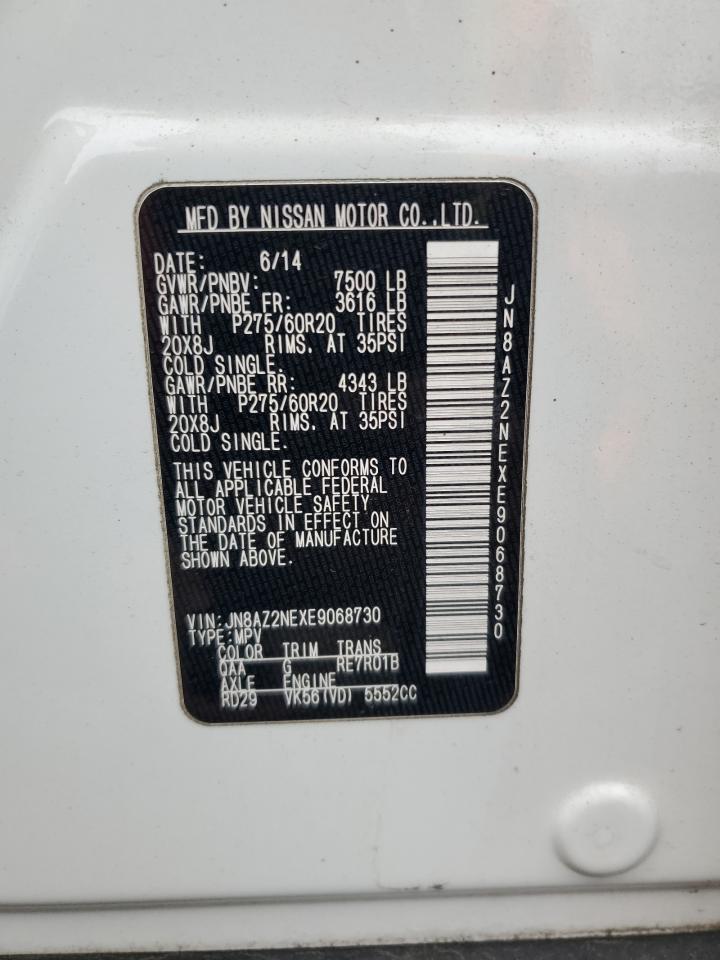 MFD BY NISSAN MOTOR CO.,LTD.
DATE: 6/14
GVWR/PNBV: 7500 LB
GAWR/PNBE FR: 3616 LB
WITH P275/60R20 TIRES
20X8J RIMS. AT 35PSI
COLD SINGLE.
GAWR/PNBE RR: 4343 LB
WITH P275/60R20 TIRES
20X8J RIMS. AT 35PSI
COLD SINGLE.
THIS VEHICLE CONFORMS TO
ALL APPLICABLE FEDERAL
MOTOR VEHICLE SAFETY
STANDARDS IN EFFECT ON
THE DATE OF MANUFACTURE
SHOWN ABOVE.
VIN:JN8AZ2NEXE9068730
TYPE:MPV
COLOR TRIM TRANS
QAA G RE7R01B
AXLE ENGINE
RD29 VK56(VD) 5552CC
JN8AZ2NEXE9068730